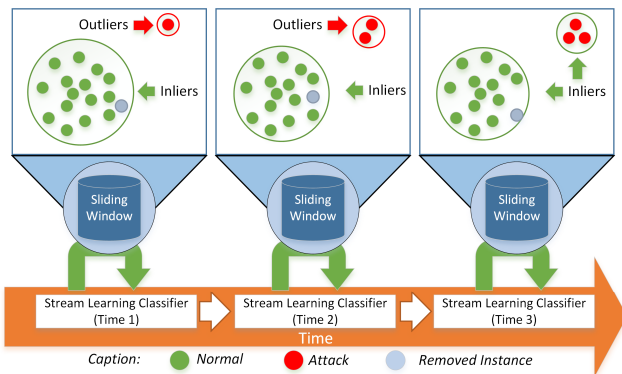 Outliers
Inliers
Outliers
Inliers
Inliers
Sliding
Window
Sliding
Window
Sliding
Window
Stream Learning Classifier
(Time 1)
Stream Learning Classifier
(Time 2)
Stream Learning Classifier
(Time 3)
Time
Caption: Normal Attack Removed Instance